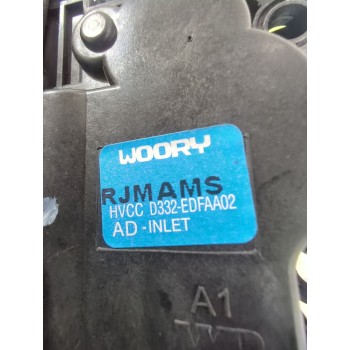 WOORY
RJMAMS
HVCC D332-EDFAA02
AD -INLET
A1